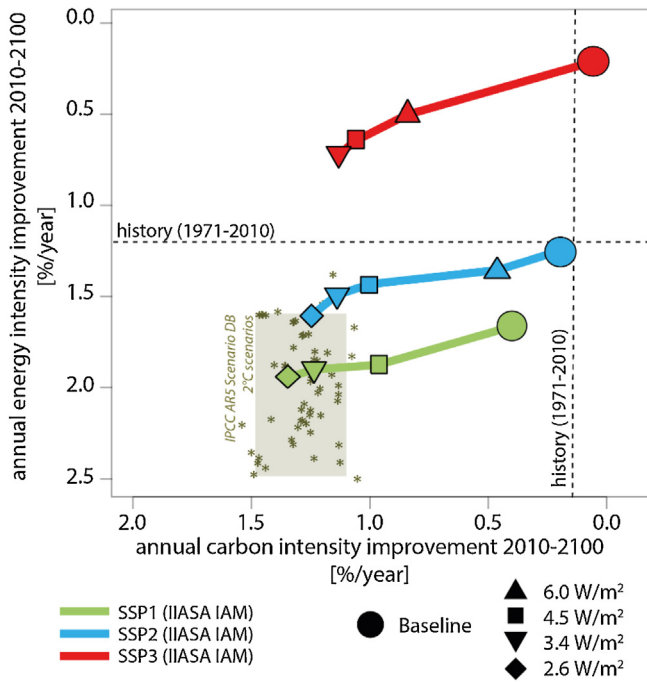 annual energy intensity improvement 2010-2100
[%/year]
0.0
0.5
1.0
1.5
2.0
2.5
history (1971-2010)
IPCC AR5 Scenario DB
2°C scenarios
history (1971-2010)
2.0
1.5
1.0
0.5
0.0
annual carbon intensity improvement 2010-2100
[%/year]
SSP1 (IIASA IAM)
SSP2 (IIASA IAM)
SSP3 (IIASA IAM)
Baseline
6.0 W/m²
4.5 W/m²
3.4 W/m²
2.6 W/m²